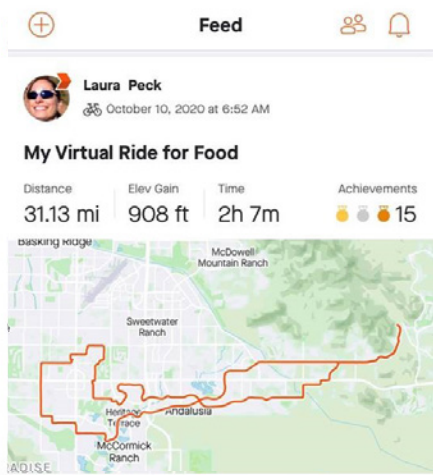 Feed
Laura Peck
October 10, 2020 at 6:52 AM
My Virtual Ride for Food
Distance
Elev Gain
Time
Achievements
31.13 mi
908 ft
2h 7m
15
Basking Ridge
McDowell
Mountain Ranch
Sweetwater
Ranch
Heritage
Terrace
Andalusia
McCormick
Ranch
ADISE